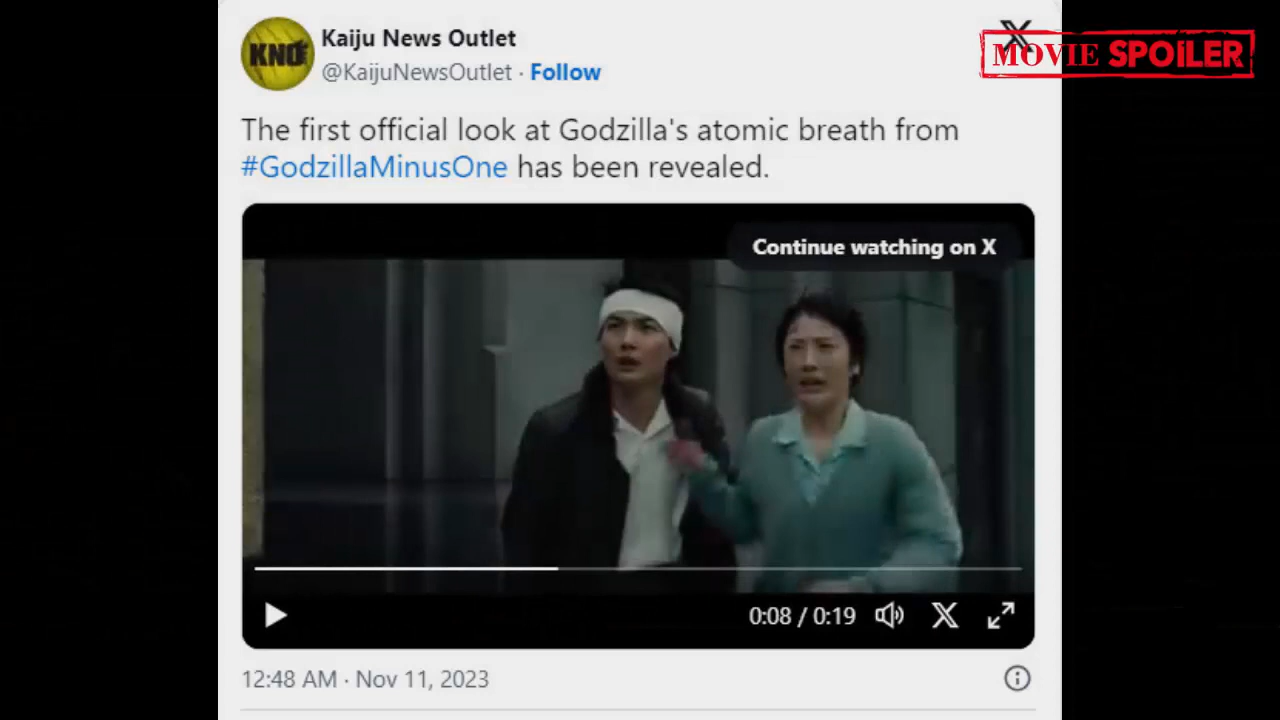 KNO
Kaiju News Outlet
@KaijuNewsOutlet · Follow
X
MOVIE SPOILER
The first official look at Godzilla's atomic breath from
#GodzillaMinusOne has been revealed.
Continue watching on X
0:08 / 0:19
12:48 AM · Nov 11, 2023